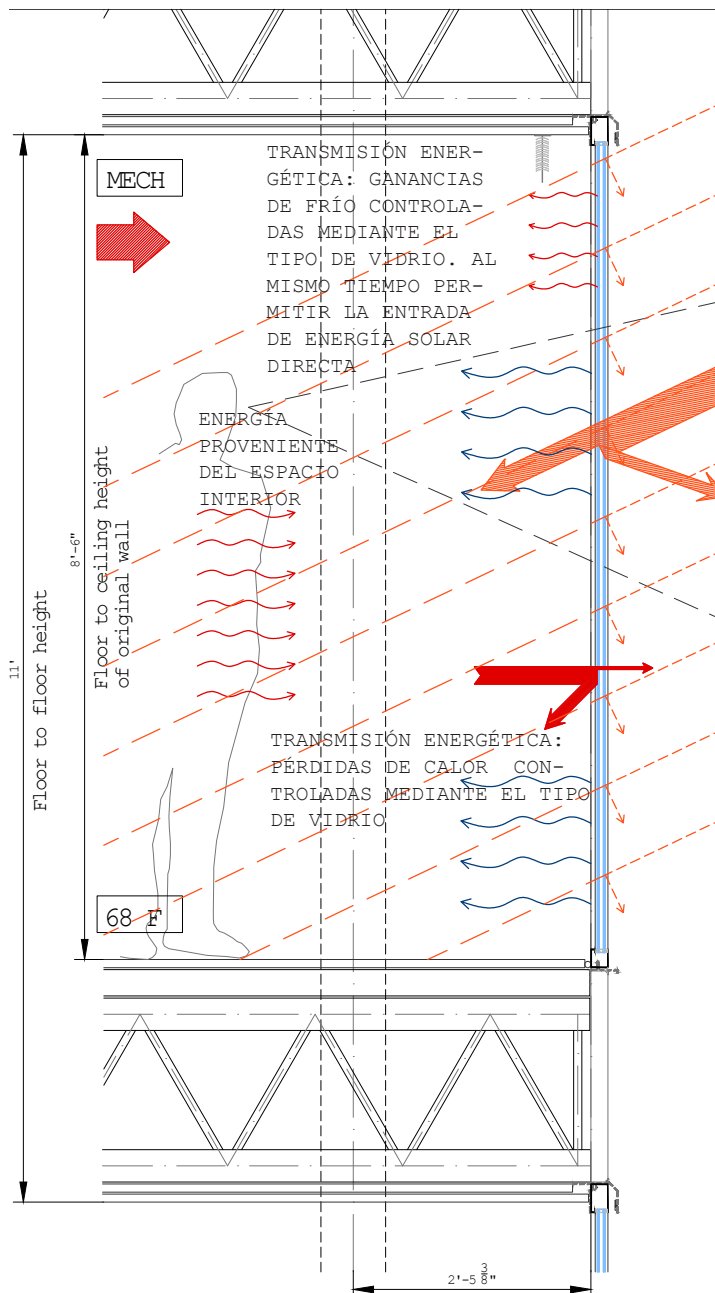 MECH
TRANSMISIÓN ENER-
GÉTICA: GANANCIAS
DE FRÍO CONTROLA-
DAS MEDIANTE EL
TIPO DE VIDRIO. AL
MISMO TIEMPO PER-
MITIR LA ENTRADA
DE ENERGÍA SOLAR
DIRECTA
ENERGÍA
PROVENIENTE
DEL ESPACIO
INTERIOR
11'
Floor to floor height
8'-6"
Floor to ceiling height
of original wall
TRANSMISIÓN ENERGÉTICA:
PÉRDIDAS DE CALOR CON-
TROLADAS MEDIANTE EL TIPO
DE VIDRIO
68 F
2'-5 3/8"